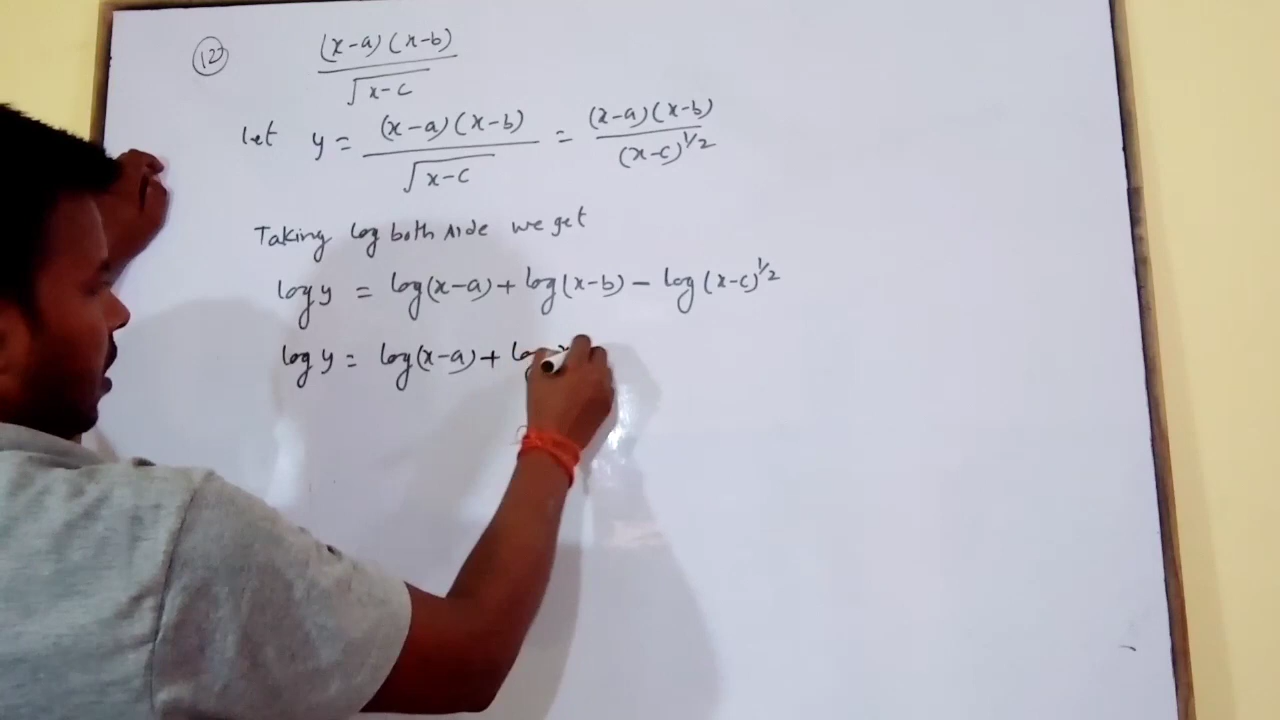 (12) (x-a)(x-b) / √x-c
let y = (x-a)(x-b) / √x-c = (x-a)(x-b) / (x-c)^1/2
Taking log both side we get
log y = log(x-a) + log(x-b) - log(x-c)^1/2
log y = log(x-a) +